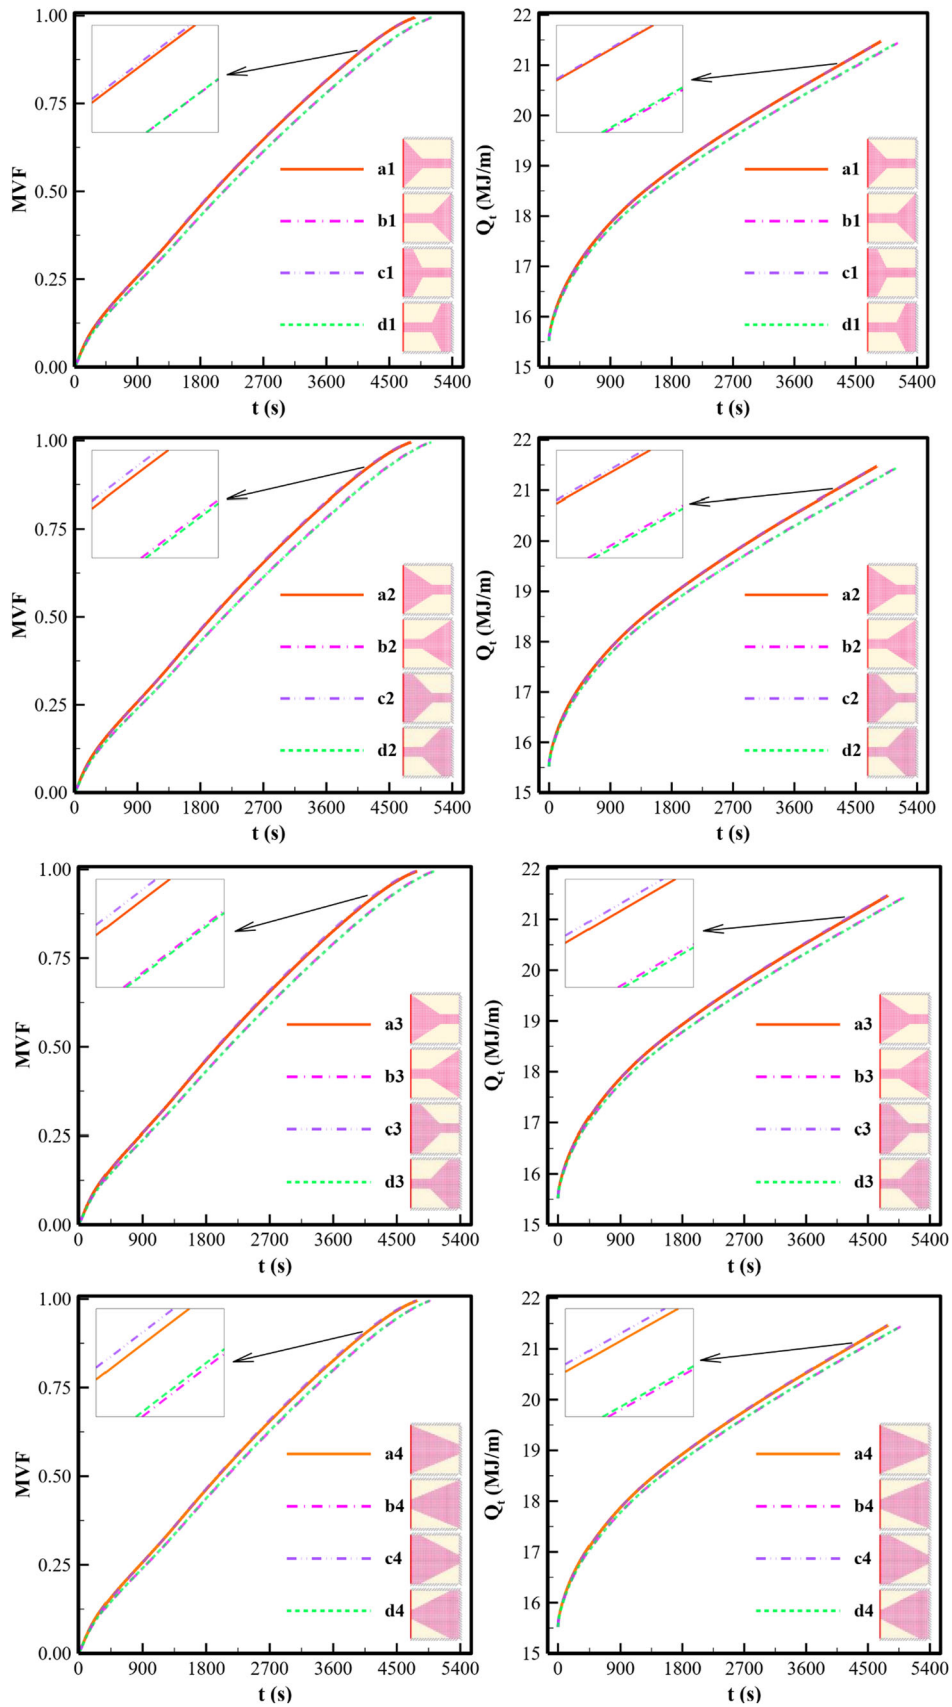 MVF
1.00
0.75
0.50
0.25
0.00
a1
b1
c1
d1
0 900 1800 2700 3600 4500 5400
t (s)
Qt (MJ/m)
22
21
20
19
18
17
16
15
a1
b1
c1
d1
0 900 1800 2700 3600 4500 5400
t (s)
MVF
1.00
0.75
0.50
0.25
0.00
a2
b2
c2
d2
0 900 1800 2700 3600 4500 5400
t (s)
Qt (MJ/m)
22
21
20
19
18
17
16
15
a2
b2
c2
d2
0 900 1800 2700 3600 4500 5400
t (s)
MVF
1.00
0.75
0.50
0.25
0.00
a3
b3
c3
d3
0 900 1800 2700 3600 4500 5400
t (s)
Qt (MJ/m)
22
21
20
19
18
17
16
15
a3
b3
c3
d3
0 900 1800 2700 3600 4500 5400
t (s)
MVF
1.00
0.75
0.50
0.25
0.00
a4
b4
c4
d4
0 900 1800 2700 3600 4500 5400
t (s)
Qt (MJ/m)
22
21
20
19
18
17
16
15
a4
b4
c4
d4
0 900 1800 2700 3600 4500 5400
t (s)